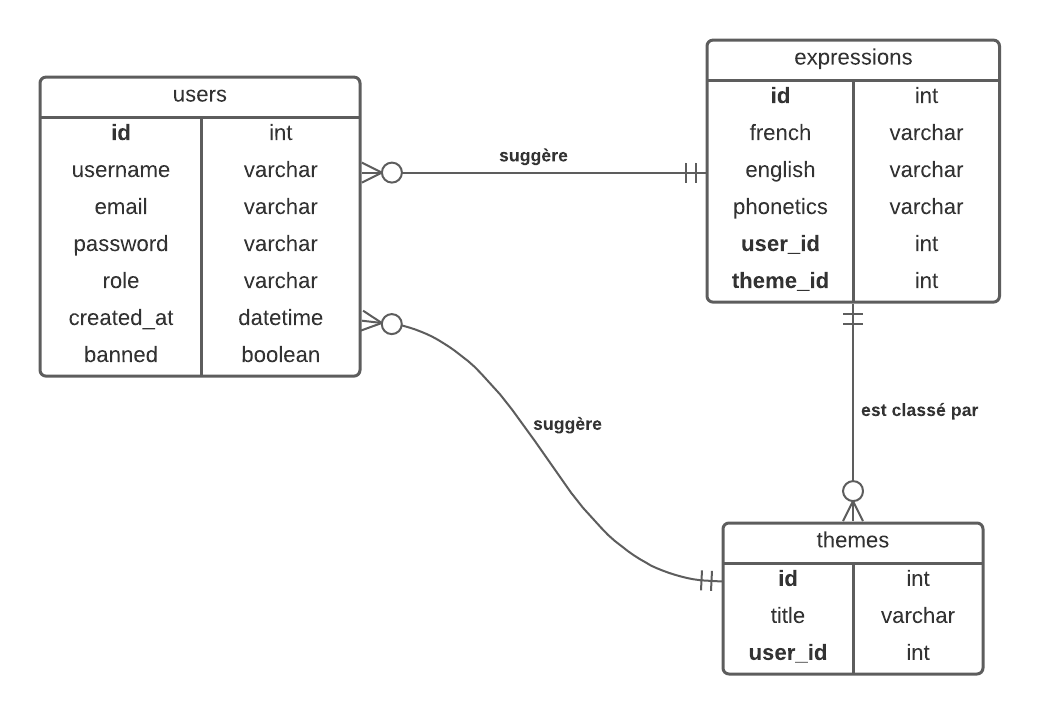 users
id int
username varchar
email varchar
password varchar
role varchar
created_at datetime
banned boolean
suggère
expressions
id int
french varchar
english varchar
phonetics varchar
user_id int
theme_id int
est classé par
suggère
themes
id int
title varchar
user_id int